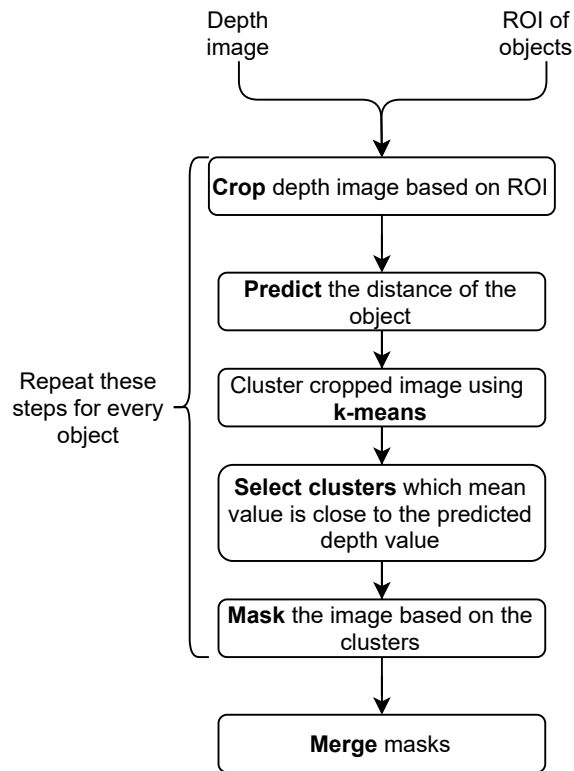 Depth
image
ROI of
objects
Crop depth image based on ROI
Predict the distance of the
object
Cluster cropped image using
k-means
Repeat these
steps for every
object
Select clusters which mean
value is close to the predicted
depth value
Mask the image based on the
clusters
Merge masks